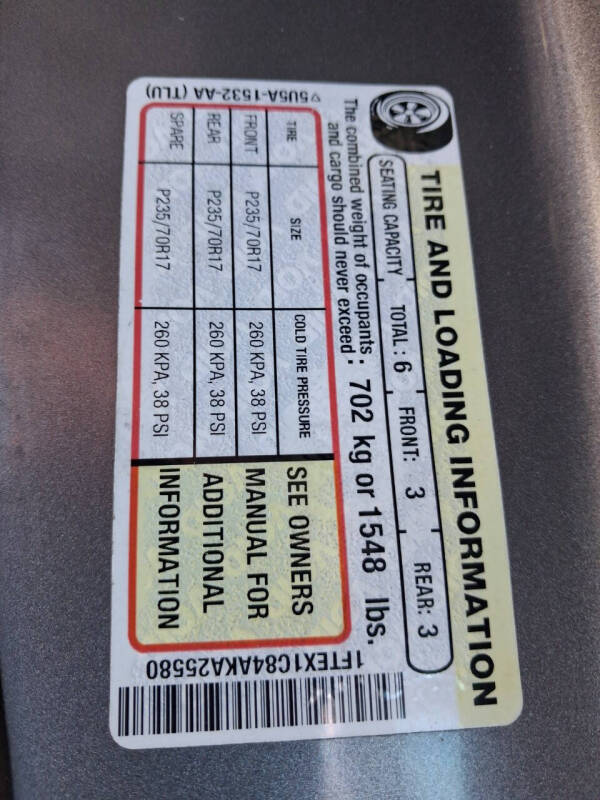 TIRE AND LOADING INFORMATION
SEATING CAPACITY TOTAL : 6 FRONT: 3 REAR: 3
The combined weight of occupants : 702 kg or 1548 lbs.
and cargo should never exceed :
TIRE SIZE COLD TIRE PRESSURE
FRONT P235/70R17 260 KPA, 38 PSI
REAR P235/70R17 260 KPA, 38 PSI
SPARE P235/70R17 260 KPA, 38 PSI
SEE OWNERS
MANUAL FOR
ADDITIONAL
INFORMATION
5U5A-1532-AA (TLU)
1FTEX1C84AKA25580